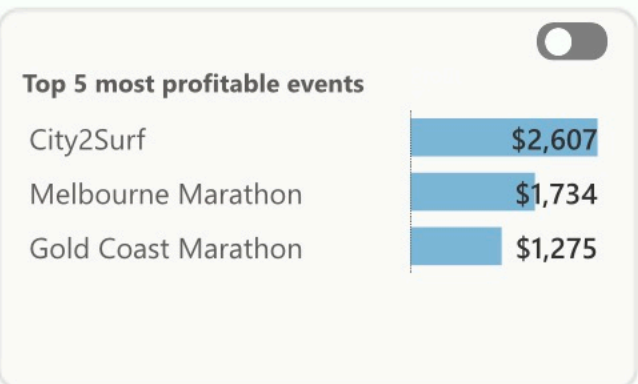 Top 5 most profitable events
City2Surf $2,607
Melbourne Marathon $1,734
Gold Coast Marathon $1,275